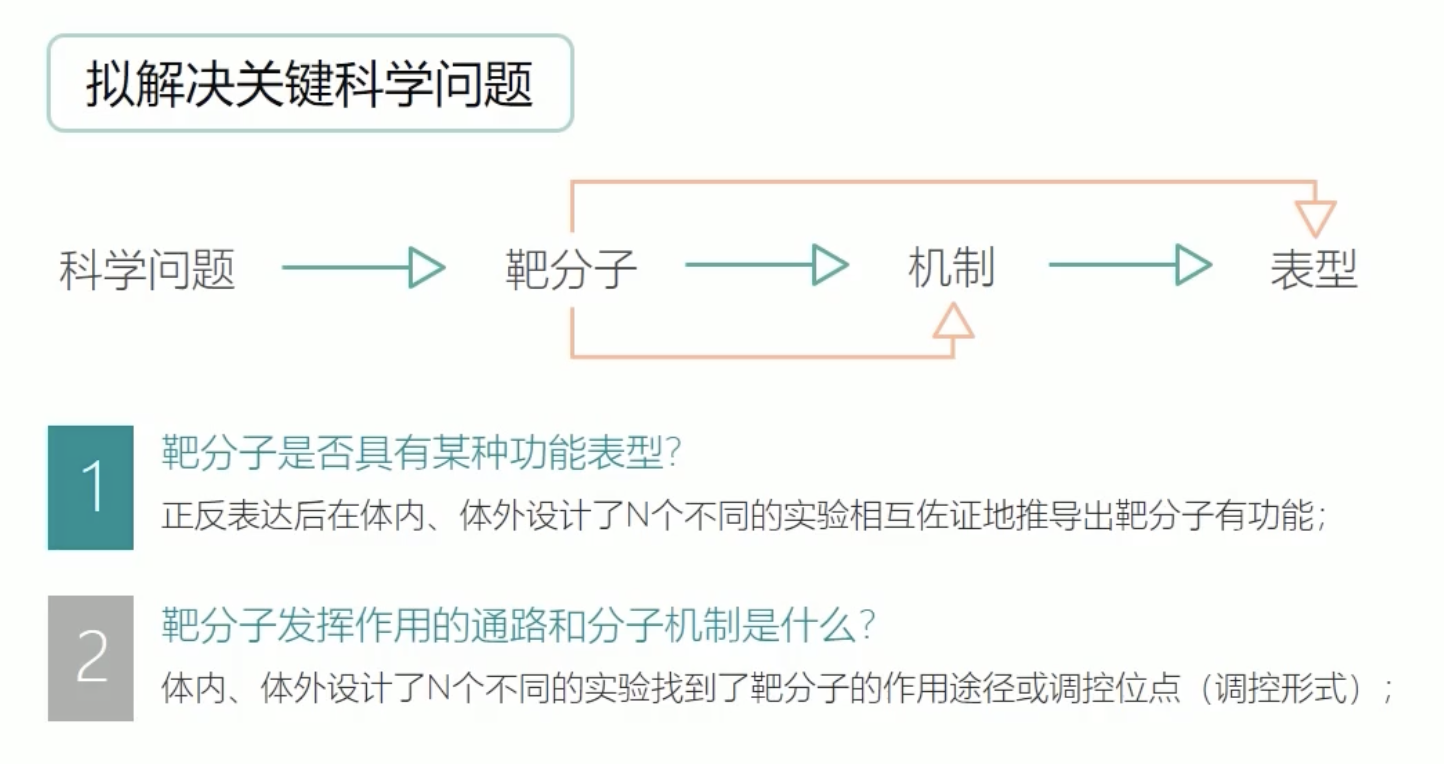 拟解决关键科学问题
科学问题 靶分子 机制 表型
1
靶分子是否具有某种功能表型？
正反表达后在体内、体外设计了N个不同的实验相互佐证地推导出靶分子有功能；
2
靶分子发挥作用的通路和分子机制是什么？
体内、体外设计了N个不同的实验找到了靶分子的作用途径或调控位点（调控形式）；